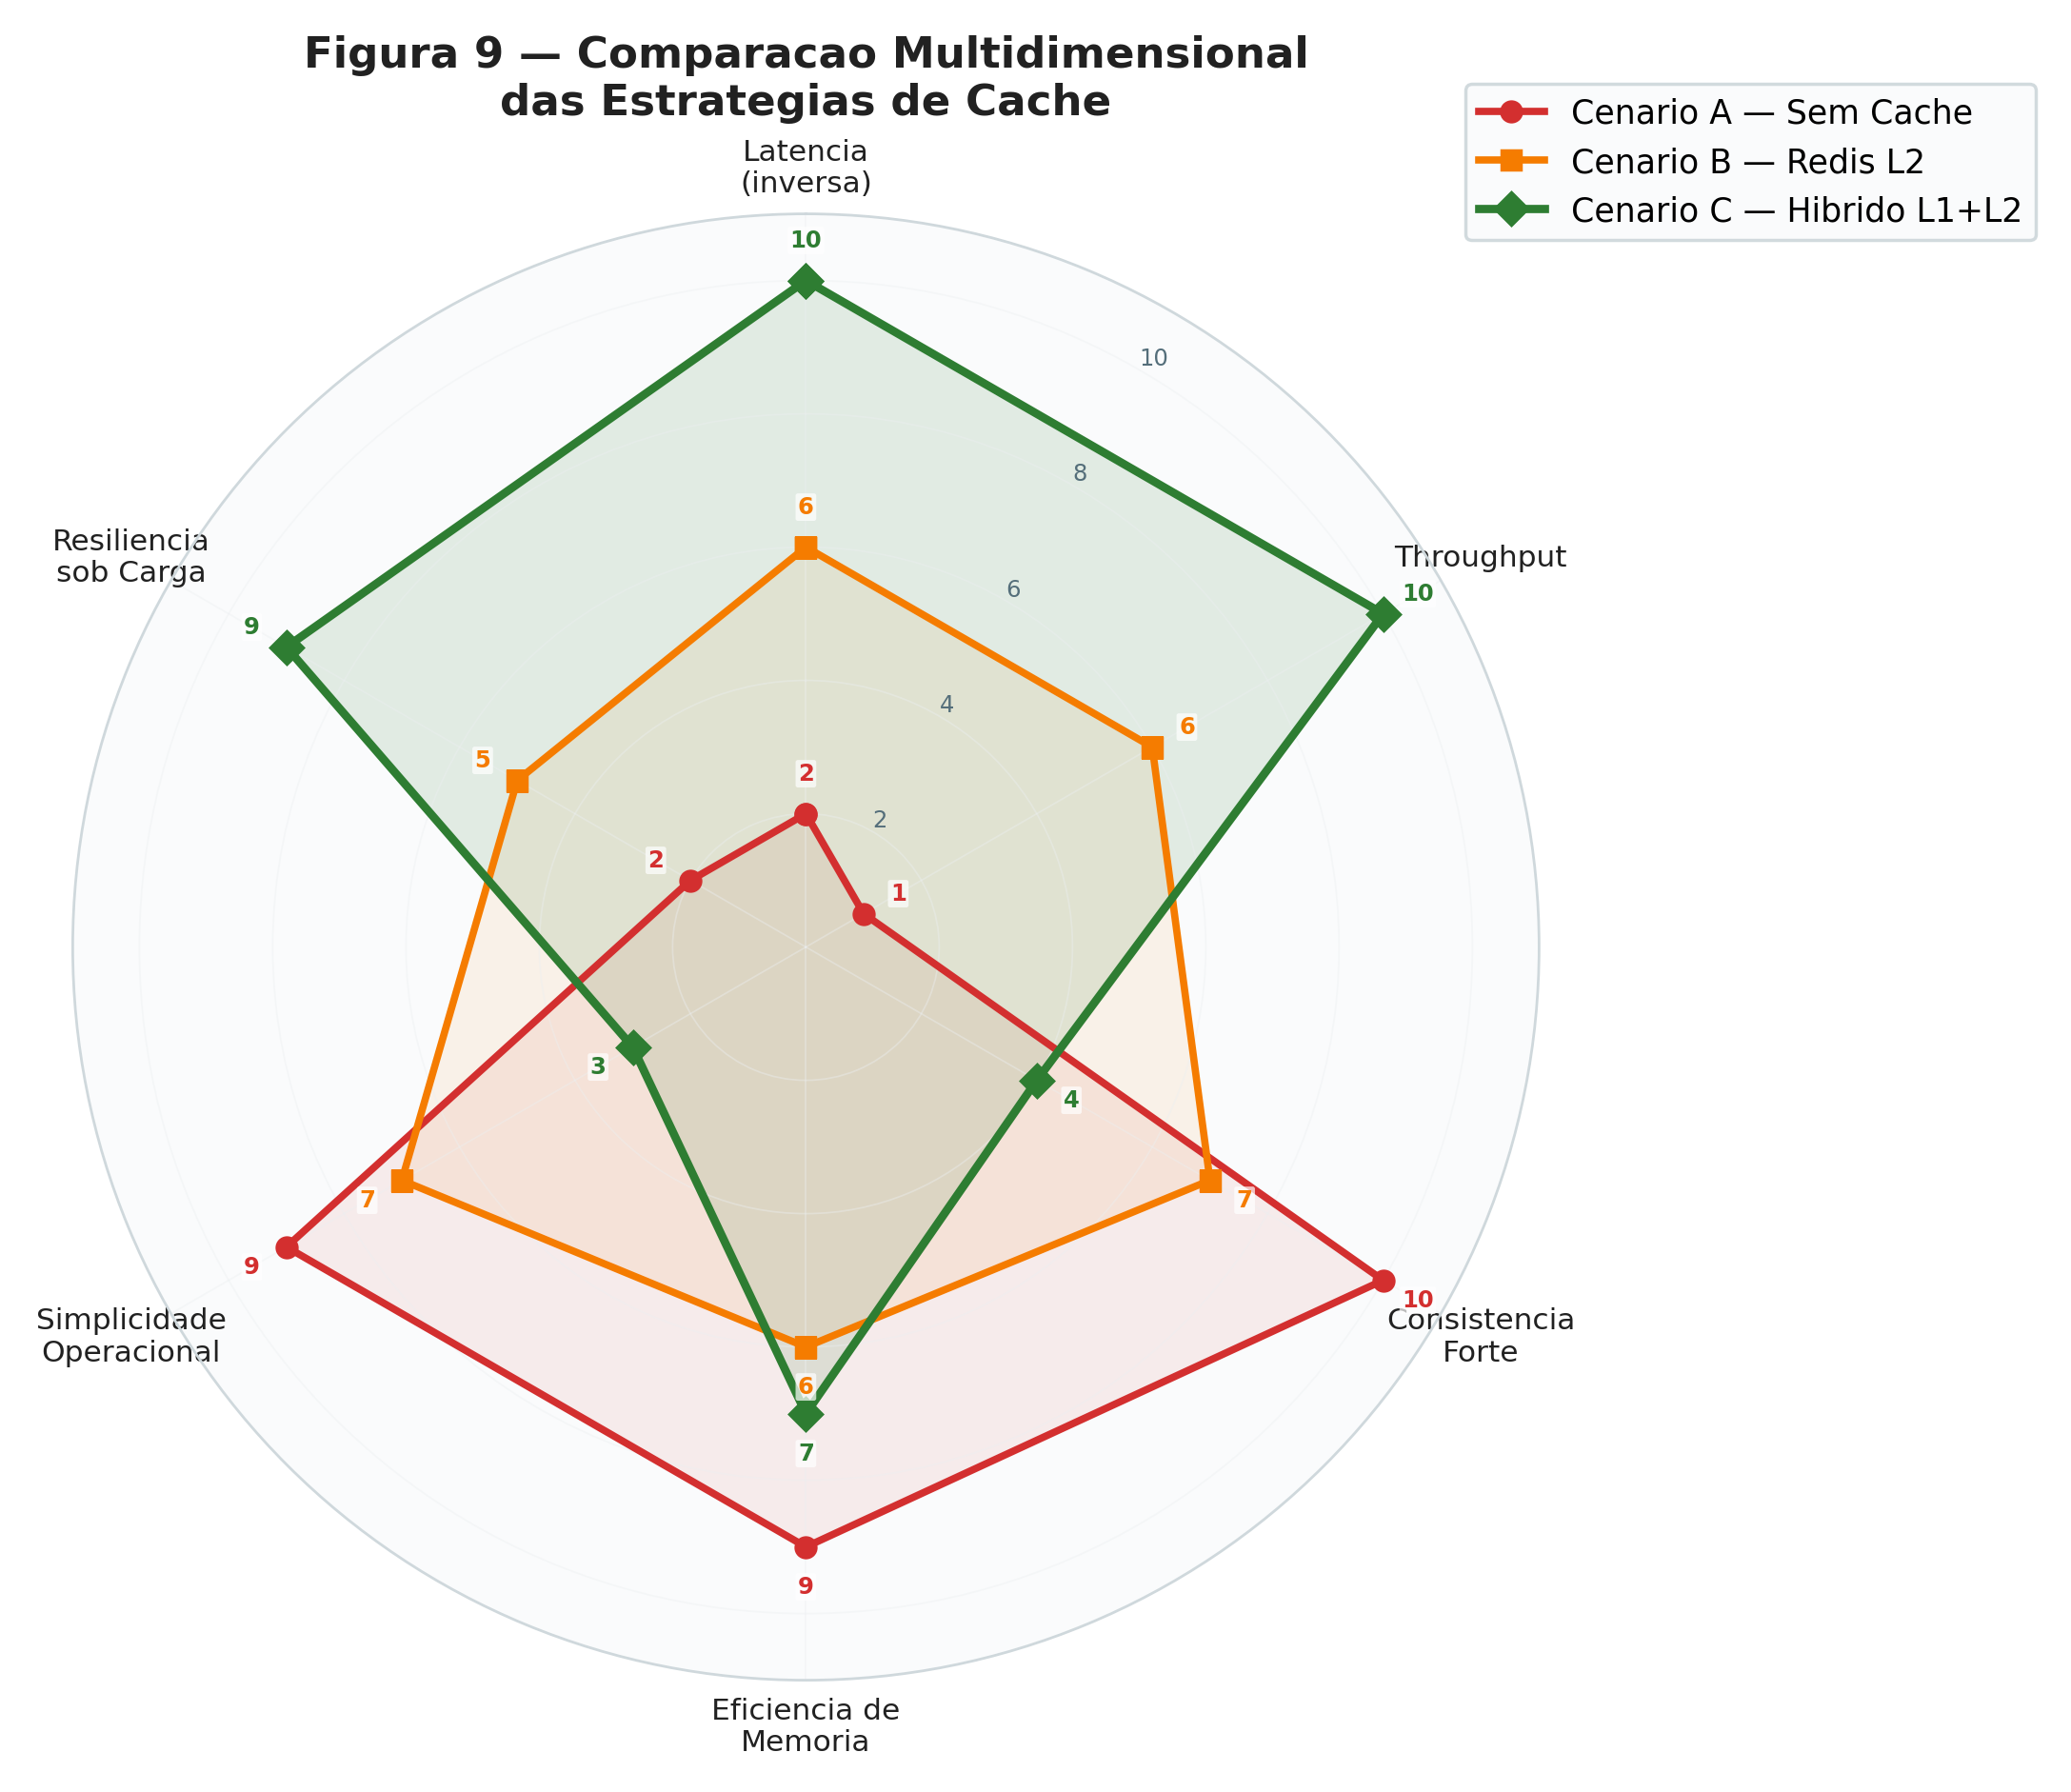 Figura 9 — Comparacao Multidimensional
das Estrategias de Cache
Cenario A — Sem Cache
Cenario B — Redis L2
Cenario C — Hibrido L1+L2
Latencia
(inversa)
10
10
8
6
6
4
2
2
Throughput
10
6
1
Resiliencia
sob Carga
9
5
2
3
4
7
7
9
10
Simplicidade
Operacional
Consistencia
Forte
6
7
9
Eficiencia de
Memoria